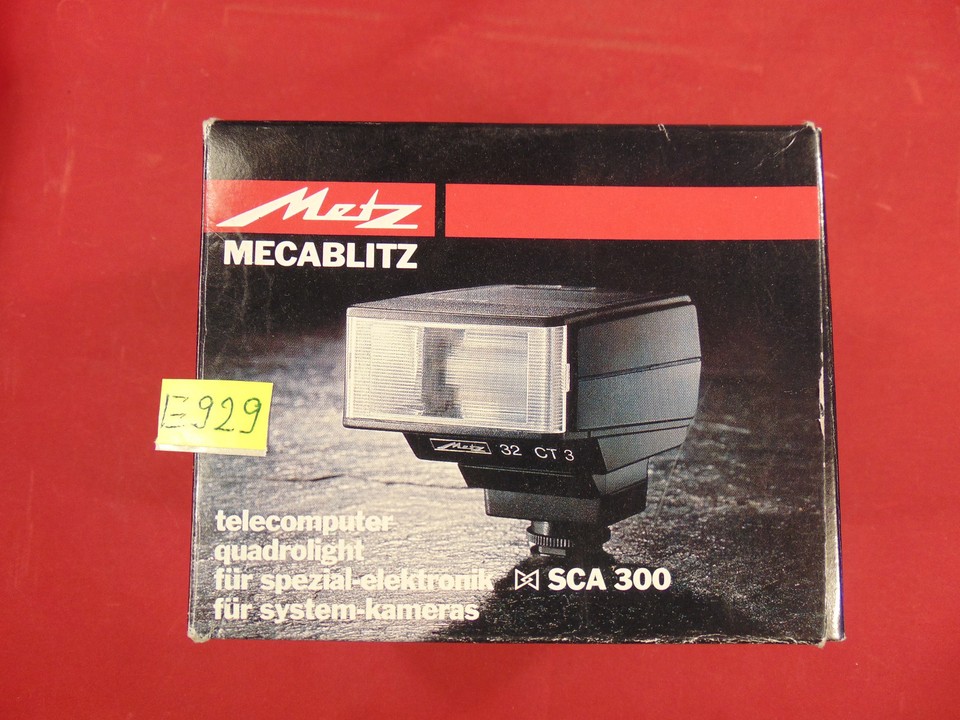 Metz
MECABLITZ
E929
Metz 32 CT 3
telecomputer
quadrolight
für spezial-elektronik SCA 300
für system-kameras